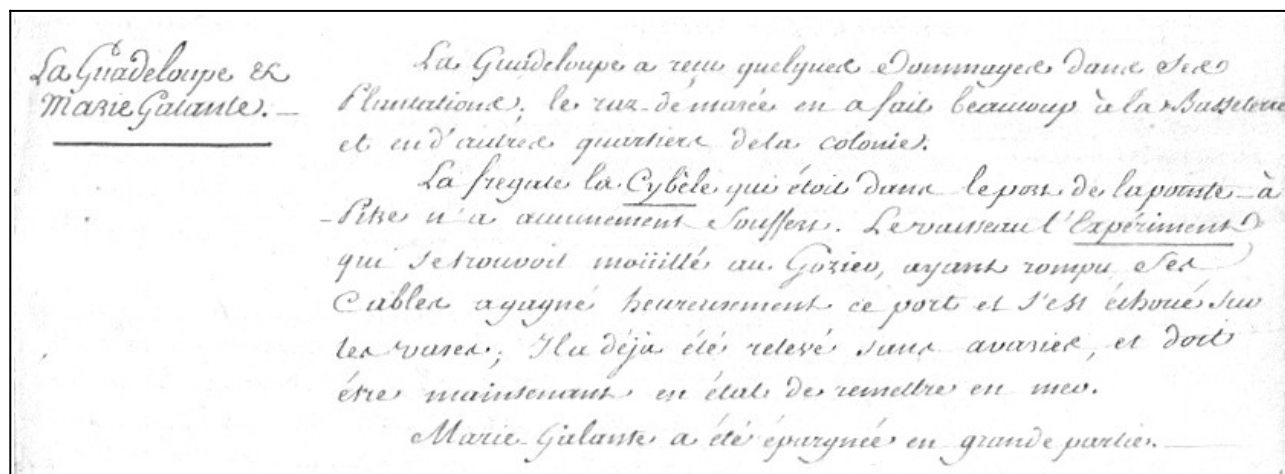 La Guadeloupe et
Marie Galante. _
La Guadeloupe a reçu quelques Dommages dans ses
Plantations; le raz-de-marée en a fait beaucoup à la Basseterre
et en d'autres quartiers de la colonie.
La fregate la Cybèle qui étoit dans le port de la pointe-à
-Pitre n'a aucunement souffert. Le vaisseau l'Expériment
qui se trouvoit moüillé au Gozier, ayant rompu ses
Cables a gagné heureusement ce port et s'est échoué sur
les vases; Il a déja été relevé sans avaries, et doit
être maintenant en état de remettre en mer.
Marie-Galante a été épargnée en grande partie. _